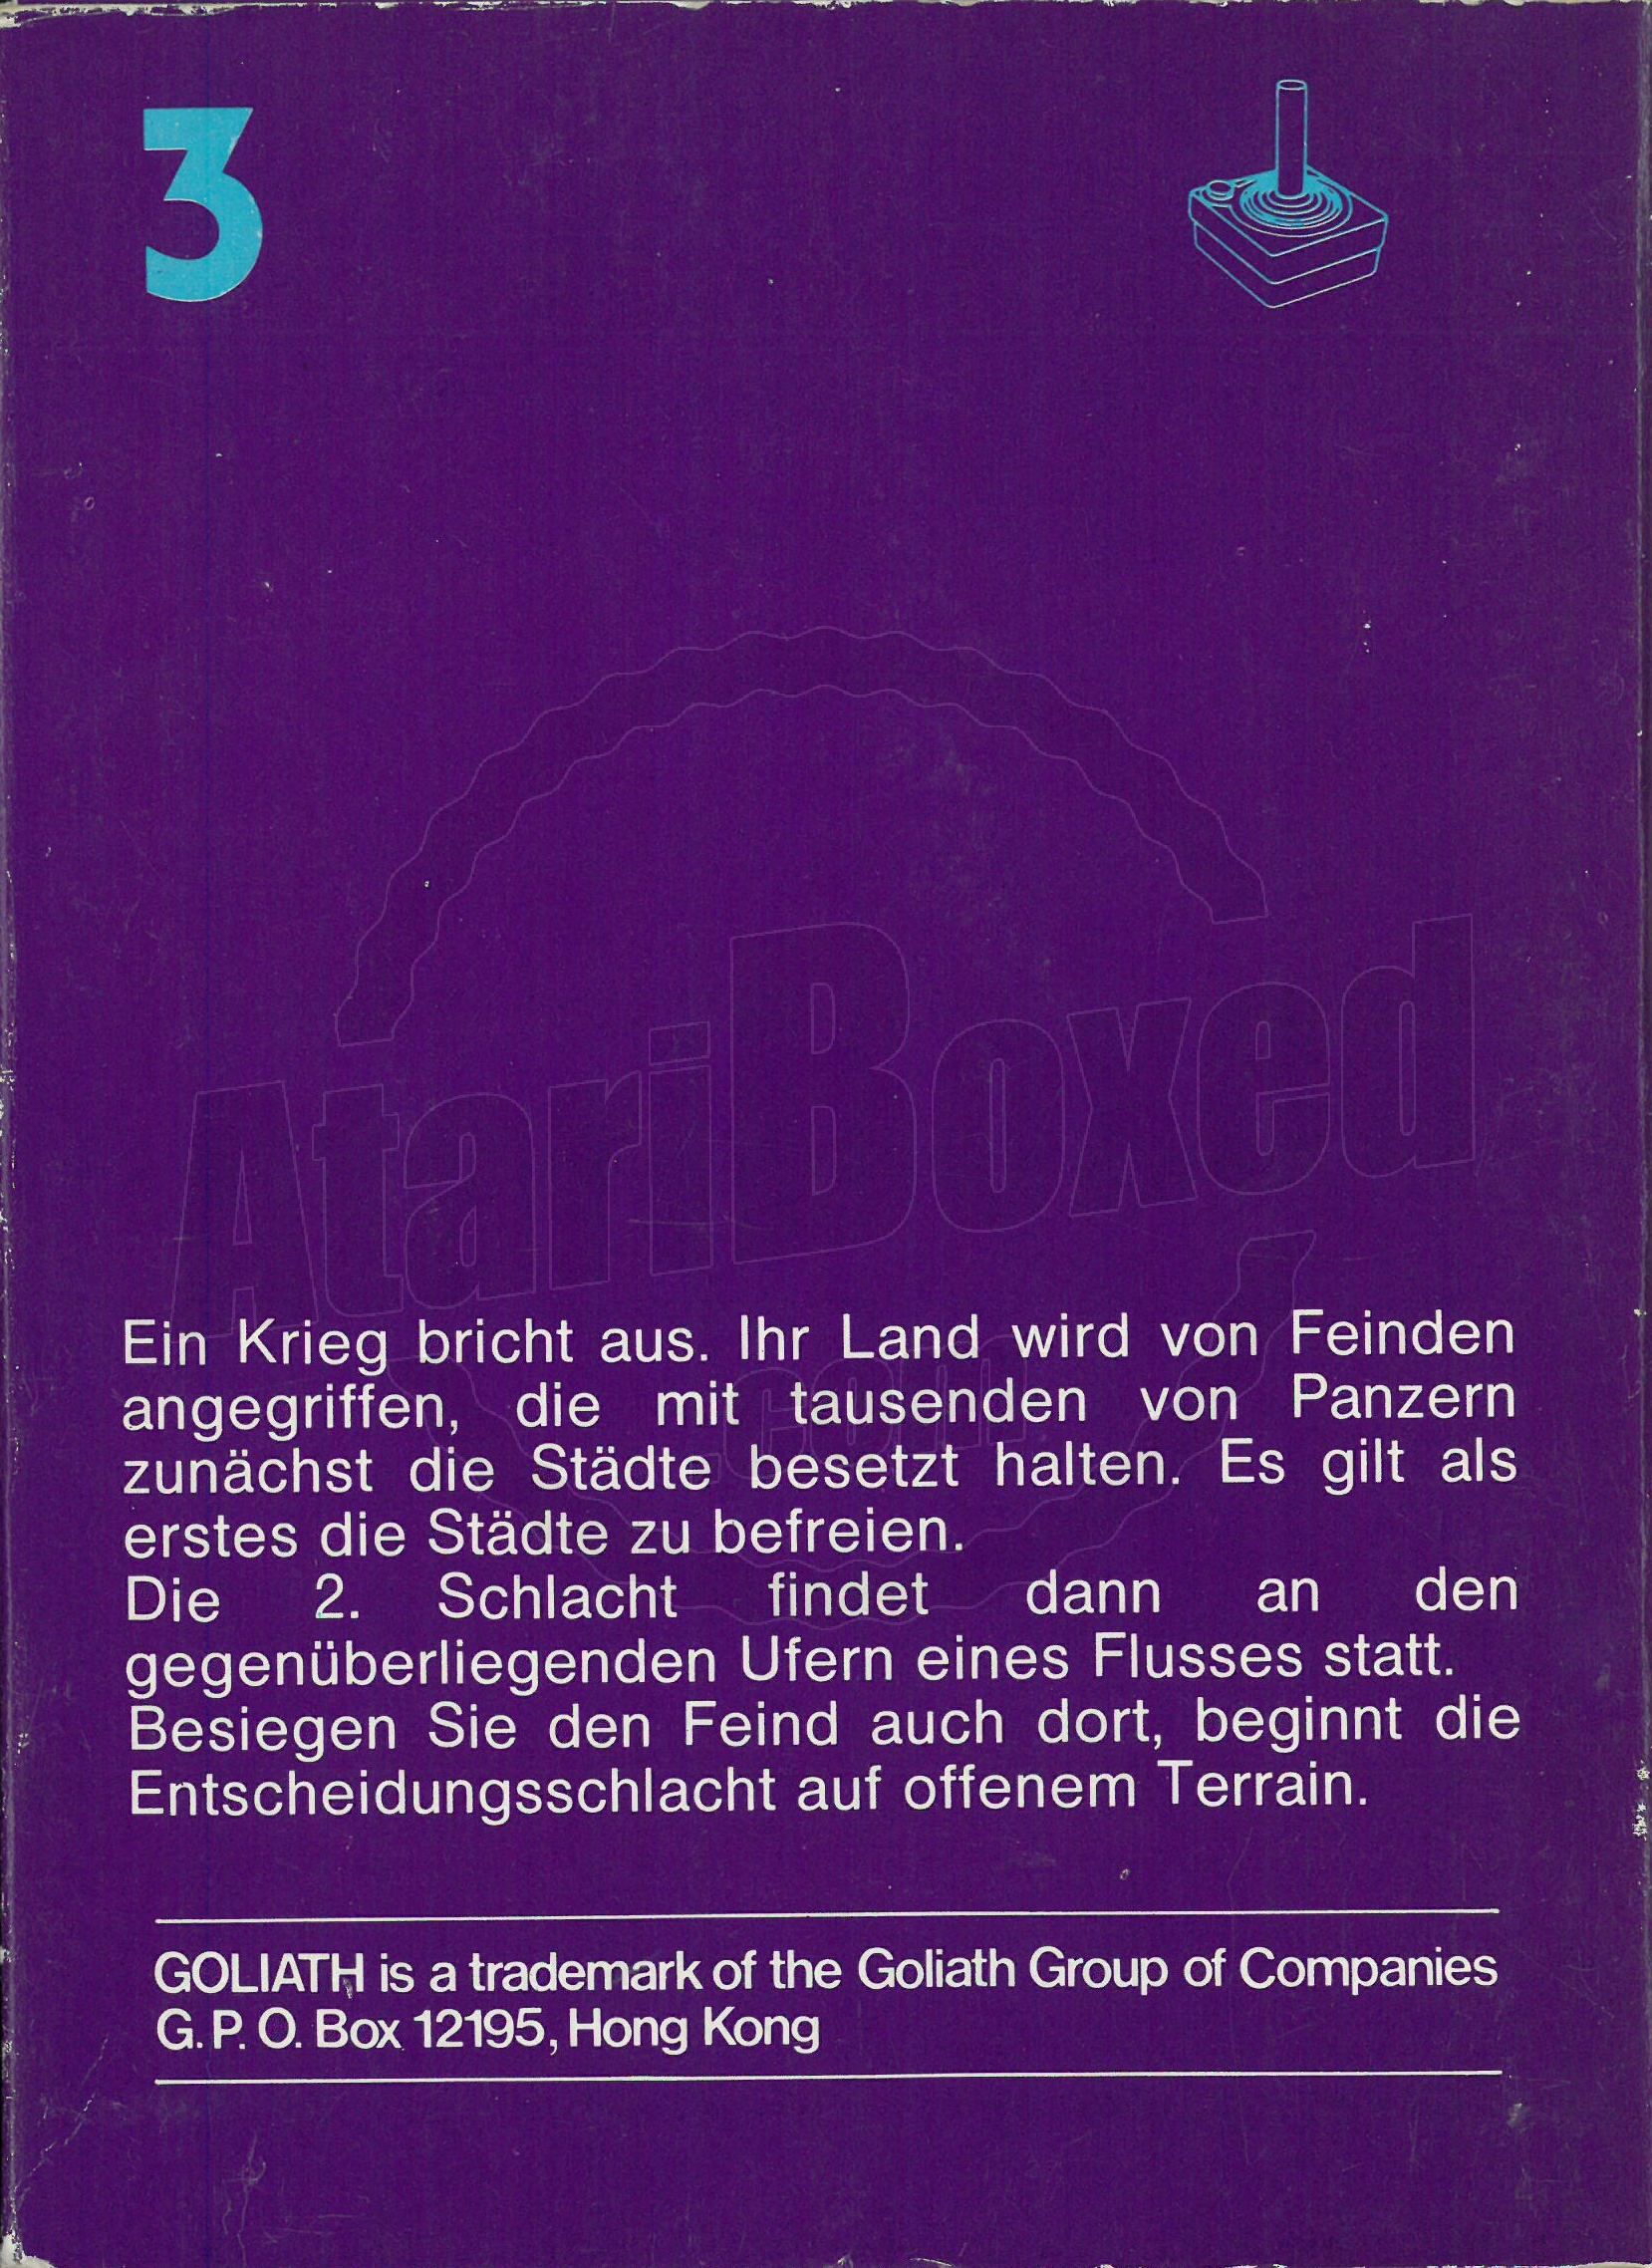 3
Ein Krieg bricht aus. Ihr Land wird von Feinden
angegriffen, die mit tausenden von Panzern
zunächst die Städte besetzt halten. Es gilt als
erstes die Städte zu befreien.
Die 2. Schlacht findet dann an den
gegenüberliegenden Ufern eines Flusses statt.
Besiegen Sie den Feind auch dort, beginnt die
Entscheidungsschlacht auf offenem Terrain.
GOLIATH is a trademark of the Goliath Group of Companies
G. P. O. Box 12195, Hong Kong
AtariBoxed
.com